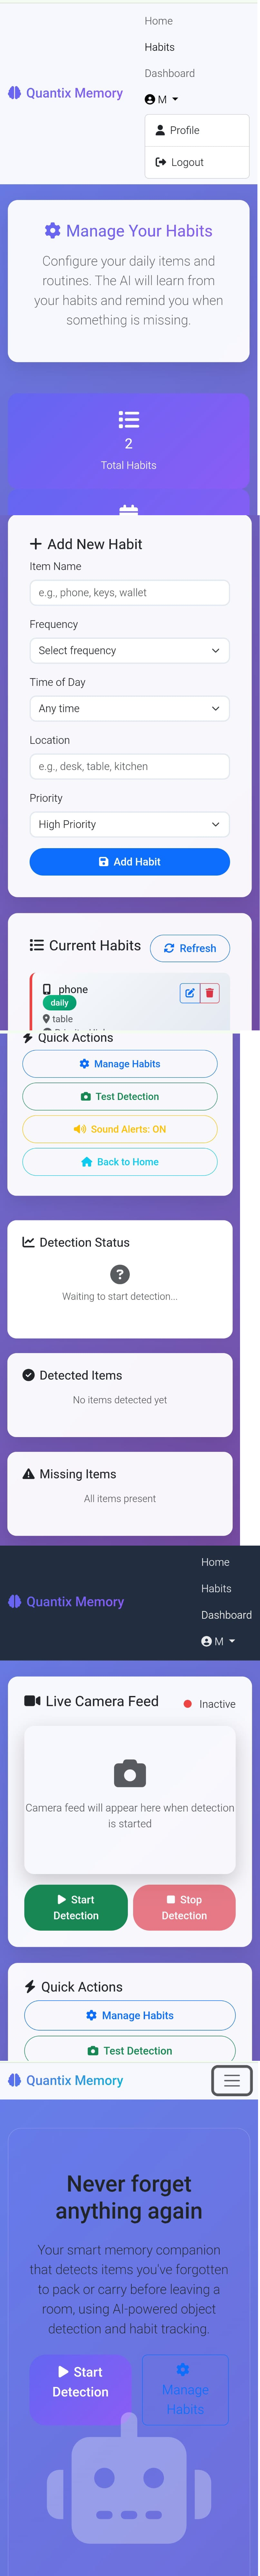 Home
Habits
Dashboard
Quantix Memory
M
Profile
Logout
Manage Your Habits
Configure your daily items and
routines. The AI will learn from
your habits and remind you when
something is missing.
2
Total Habits
Add New Habit
Item Name
e.g., phone, keys, wallet
Frequency
Select frequency
Time of Day
Any time
Location
e.g., desk, table, kitchen
Priority
High Priority
Add Habit
Current Habits
Refresh
phone
daily
table
Quick Actions
Manage Habits
Test Detection
Sound Alerts: ON
Back to Home
Detection Status
Waiting to start detection...
Detected Items
No items detected yet
Missing Items
All items present
Home
Habits
Quantix Memory
Dashboard
M
Live Camera Feed
Inactive
Camera feed will appear here when detection
is started
Start
Detection
Stop
Detection
Quick Actions
Manage Habits
Test Detection
Quantix Memory
Never forget
anything again
Your smart memory companion
that detects items you've forgotten
to pack or carry before leaving a
room, using AI-powered object
detection and habit tracking.
Start
Detection
Manage
Habits